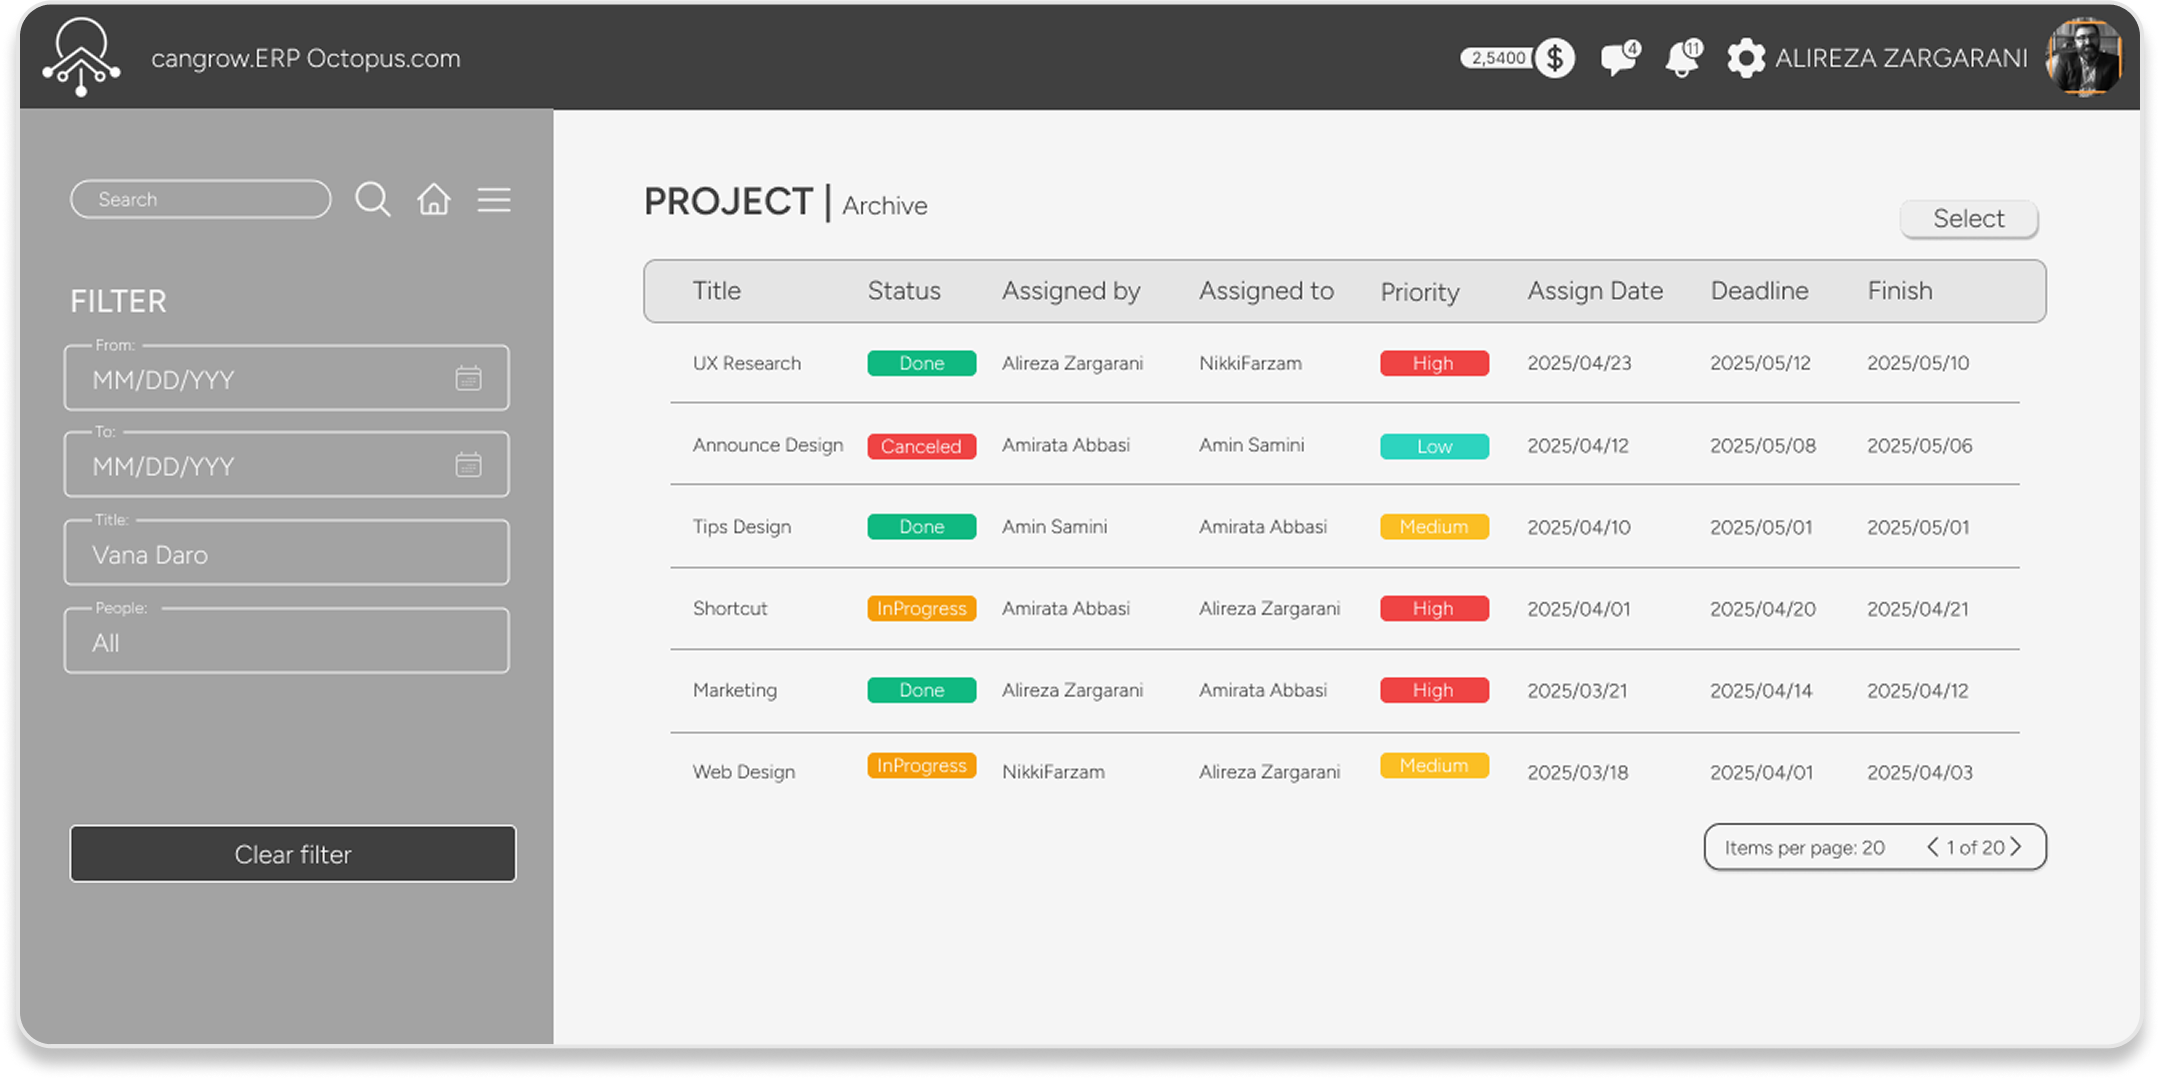 cangrow.ERP Octopus.com
2,5400 $ 4 11 ALIREZA ZARGARANI
Search
FILTER
From:
MM/DD/YYY
To:
MM/DD/YYY
Title:
Vana Daro
People:
All
Clear filter
PROJECT | Archive
Select
Title Status Assigned by Assigned to Priority Assign Date Deadline Finish
UX Research Done Alireza Zargarani NikkiFarzam High 2025/04/23 2025/05/12 2025/05/10
Announce Design Canceled Amirata Abbasi Amin Samini Low 2025/04/12 2025/05/08 2025/05/06
Tips Design Done Amin Samini Amirata Abbasi Medium 2025/04/10 2025/05/01 2025/05/01
Shortcut InProgress Amirata Abbasi Alireza Zargarani High 2025/04/01 2025/04/20 2025/04/21
Marketing Done Alireza Zargarani Amirata Abbasi High 2025/03/21 2025/04/14 2025/04/12
Web Design InProgress NikkiFarzam Alireza Zargarani Medium 2025/03/18 2025/04/01 2025/04/03
Items per page: 20 < 1 of 20 >